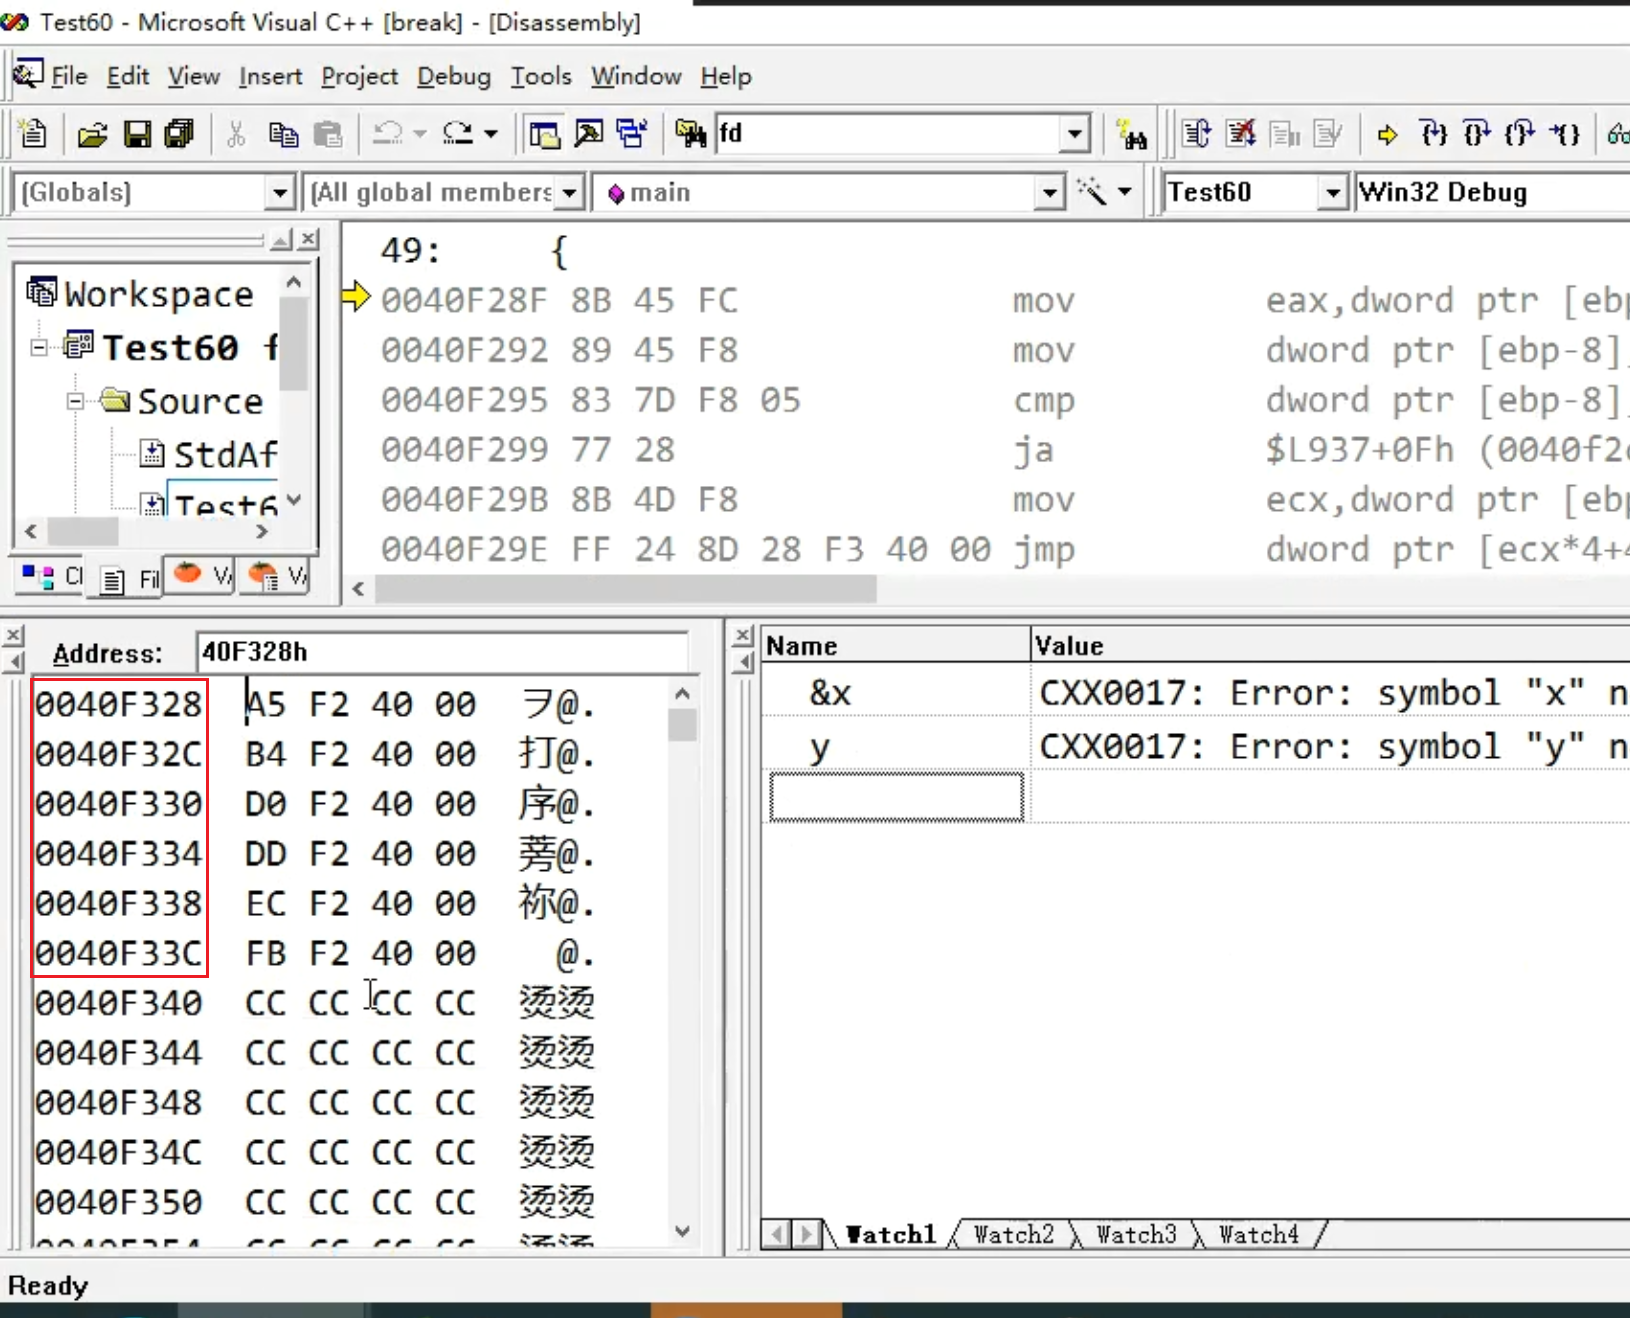 Test60 - Microsoft Visual C++ [break] - [Disassembly]
File Edit View Insert Project Debug Tools Window Help
fd
(Globals) (All global members main Test60 Win32 Debug
Workspace
Test60 f
Source
StdAf
Test6
Cl Fil V V
49: {
0040F28F 8B 45 FC mov eax,dword ptr [ebp
0040F292 89 45 F8 mov dword ptr [ebp-8]
0040F295 83 7D F8 05 cmp dword ptr [ebp-8]
0040F299 77 28 ja $L937+0Fh (0040f2
0040F29B 8B 4D F8 mov ecx,dword ptr [ebp
0040F29E FF 24 8D 28 F3 40 00 jmp dword ptr [ecx*4+4
Address: 40F328h
0040F328 A5 F2 40 00 ヲ@.
0040F32C B4 F2 40 00 打@.
0040F330 D0 F2 40 00 序@.
0040F334 DD F2 40 00 蒡@.
0040F338 EC F2 40 00 祢@.
0040F33C FB F2 40 00 @.
0040F340 CC CC CC CC 烫烫
0040F344 CC CC CC CC 烫烫
0040F348 CC CC CC CC 烫烫
0040F34C CC CC CC CC 烫烫
0040F350 CC CC CC CC 烫烫
0040F354 CC CC CC CC 烫烫
Name Value
&x CXX0017: Error: symbol "x" n
y CXX0017: Error: symbol "y" n
Watch1 Watch2 Watch3 Watch4
Ready